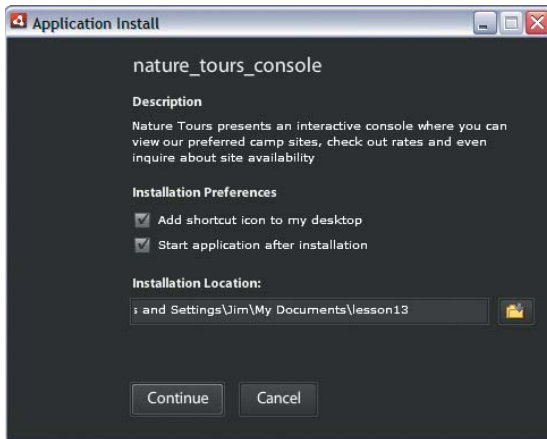 Application Install
nature_tours_console
Description
Nature Tours presents an interactive console where you can
view our preferred camp sites, check out rates and even
inquire about site availability
Installation Preferences
Add shortcut icon to my desktop
Start application after installation
Installation Location:
s and Settings\Jim\My Documents\lesson13
Continue
Cancel